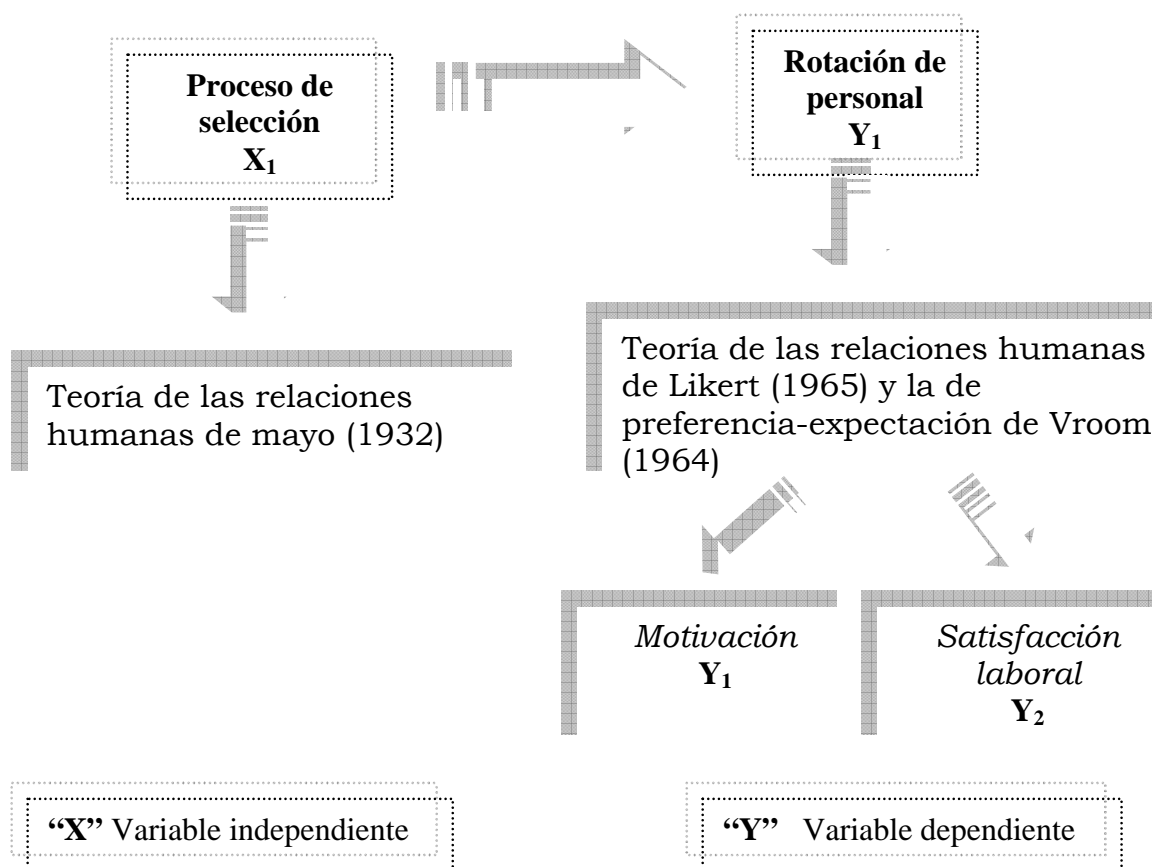 Proceso de
selección
X₁
Rotación de
personal
Y₁
Teoría de las relaciones
humanas de mayo (1932)
Teoría de las relaciones humanas
de Likert (1965) y la de
preferencia-expectación de Vroom
(1964)
Motivación
Y₁
Satisfacción
laboral
Y₂
“X” Variable independiente
“Y” Variable dependiente